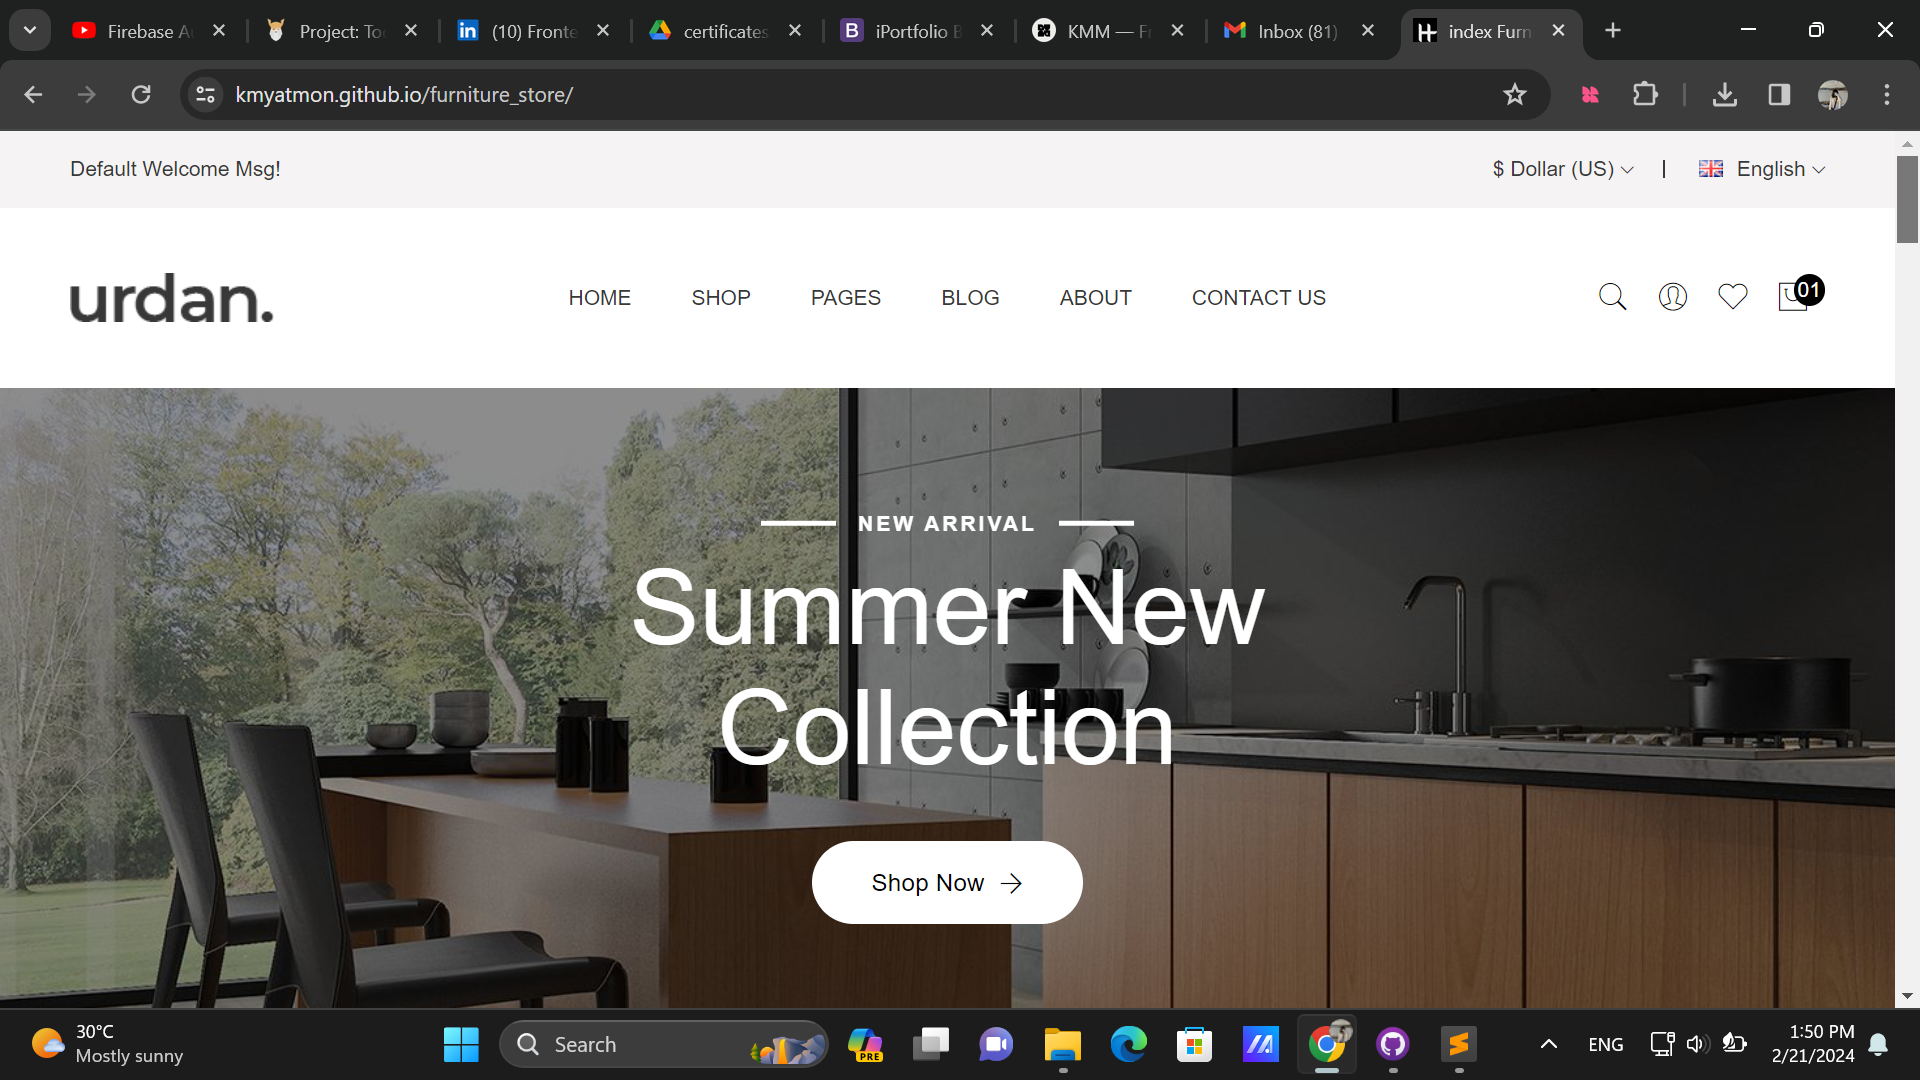 Firebase A
Project: To
(10) Fronte
certificates
iPortfolio B
KMM — Fr
Inbox (81)
index Furn
kmyatmon.github.io/furniture_store/
Default Welcome Msg!
$ Dollar (US)
|
English
urdan.
HOME
SHOP
PAGES
BLOG
ABOUT
CONTACT US
01
NEW ARRIVAL
Summer New
Collection
Shop Now
30°C
Mostly sunny
Search
PRE
ENG
1:50 PM
2/21/2024